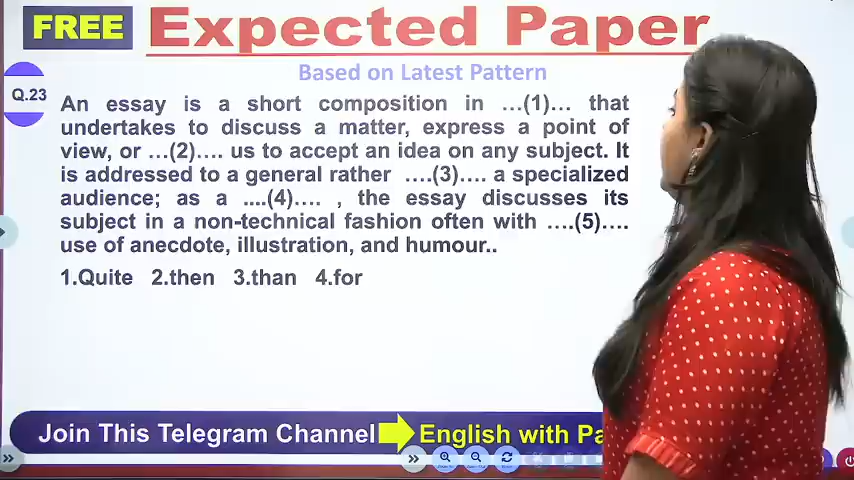 FREE
Expected Paper
Based on Latest Pattern
Q.23
An essay is a short composition in …(1)… that
undertakes to discuss a matter, express a point of
view, or …(2)…. us to accept an idea on any subject. It
is addressed to a general rather ….(3)…. a specialized
audience; as a ....(4)…. , the essay discusses its
subject in a non-technical fashion often with ….(5)….
use of anecdote, illustration, and humour..
1.Quite 2.then 3.than 4.for
Join This Telegram Channel
English with Pa